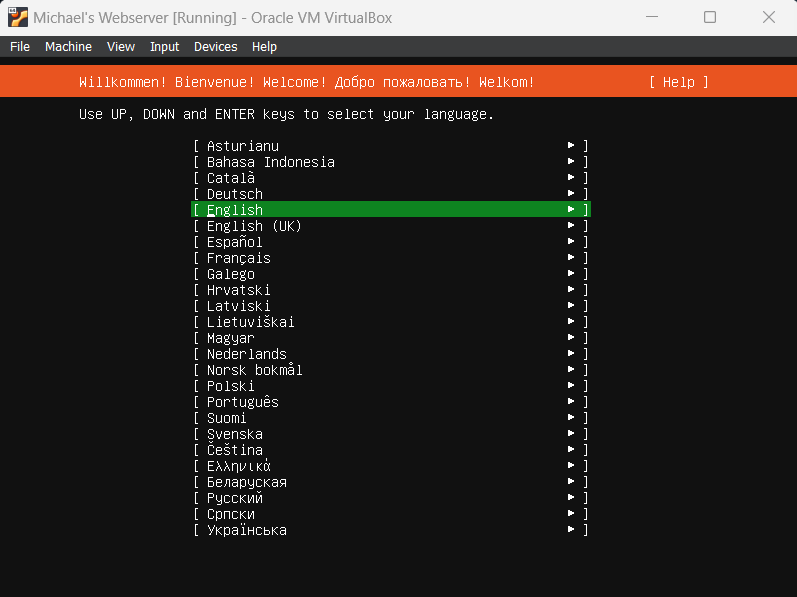 Michael's Webserver [Running] - Oracle VM VirtualBox
File Machine View Input Devices Help
Willkommen! Bienvenue! Welcome! Добро пожаловать! Welkom! [ Help ]
Use UP, DOWN and ENTER keys to select your language.
[ Asturianu ▸ ]
[ Bahasa Indonesia ▸ ]
[ Català ▸ ]
[ Deutsch ▸ ]
[ English ▸ ]
[ English (UK) ▸ ]
[ Español ▸ ]
[ Français ▸ ]
[ Galego ▸ ]
[ Hrvatski ▸ ]
[ Latviski ▸ ]
[ Lietuviškai ▸ ]
[ Magyar ▸ ]
[ Nederlands ▸ ]
[ Norsk bokmål ▸ ]
[ Polski ▸ ]
[ Português ▸ ]
[ Suomi ▸ ]
[ Svenska ▸ ]
[ Čeština ▸ ]
[ Ελληνικά ▸ ]
[ Беларуская ▸ ]
[ Русский ▸ ]
[ Српски ▸ ]
[ Українська ▸ ]